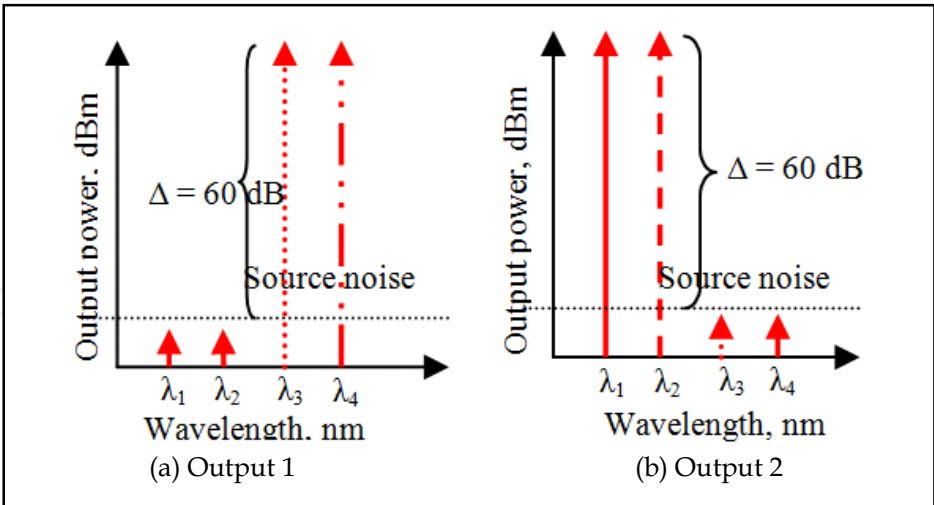 Output power, dBm
Δ = 60 dB
Source noise
λ1 λ2 λ3 λ4
Wavelength, nm
(a) Output 1
Output power, dBm
Δ = 60 dB
Source noise
λ1 λ2 λ3 λ4
Wavelength, nm
(b) Output 2